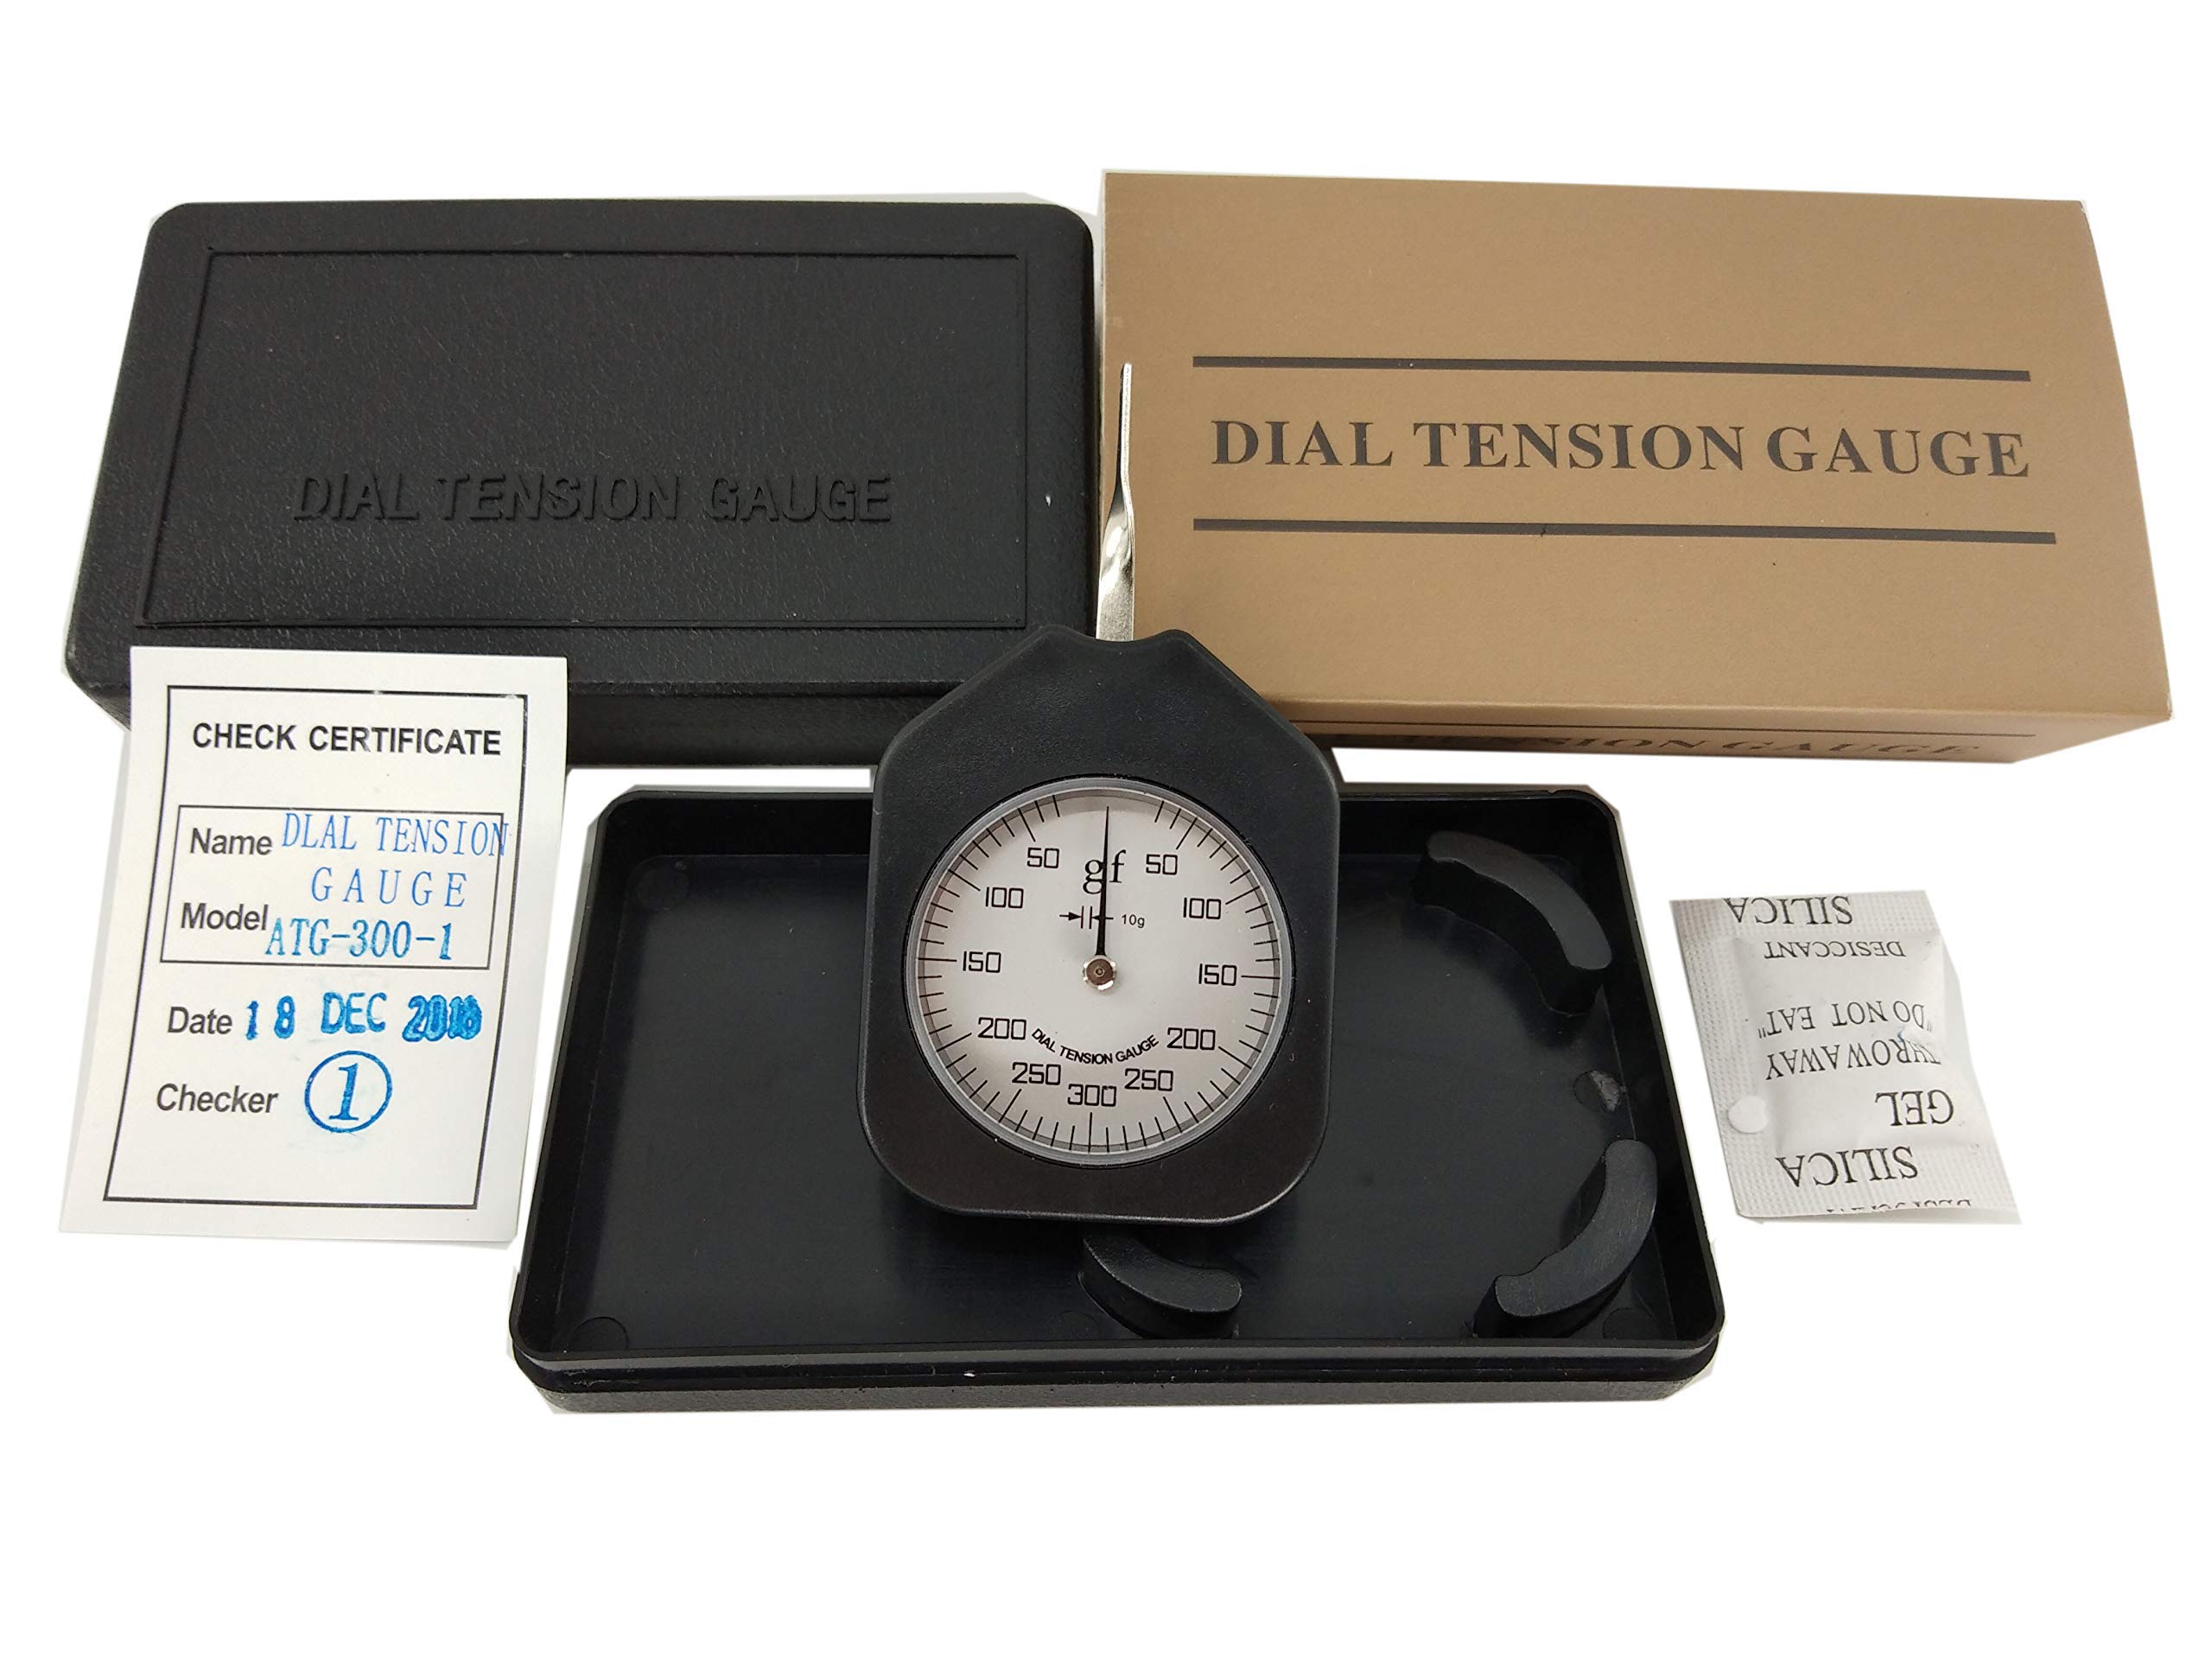 DIAL TENSION GAUGE
DIAL TENSION GAUGE
TENSION GAUGE
CHECK CERTIFICATE
Name DLAL TENSION
GAUGE
Model ATG-300-1
Date 18 DEC
Checker 1
50 gf 50
100 100
10g
150 150
200 200
DIAL TENSION GAUGE
250 250
300
SILICA
GEL
THROWAWAY
"DO NOT EAT"
DESICCANT
SILICA